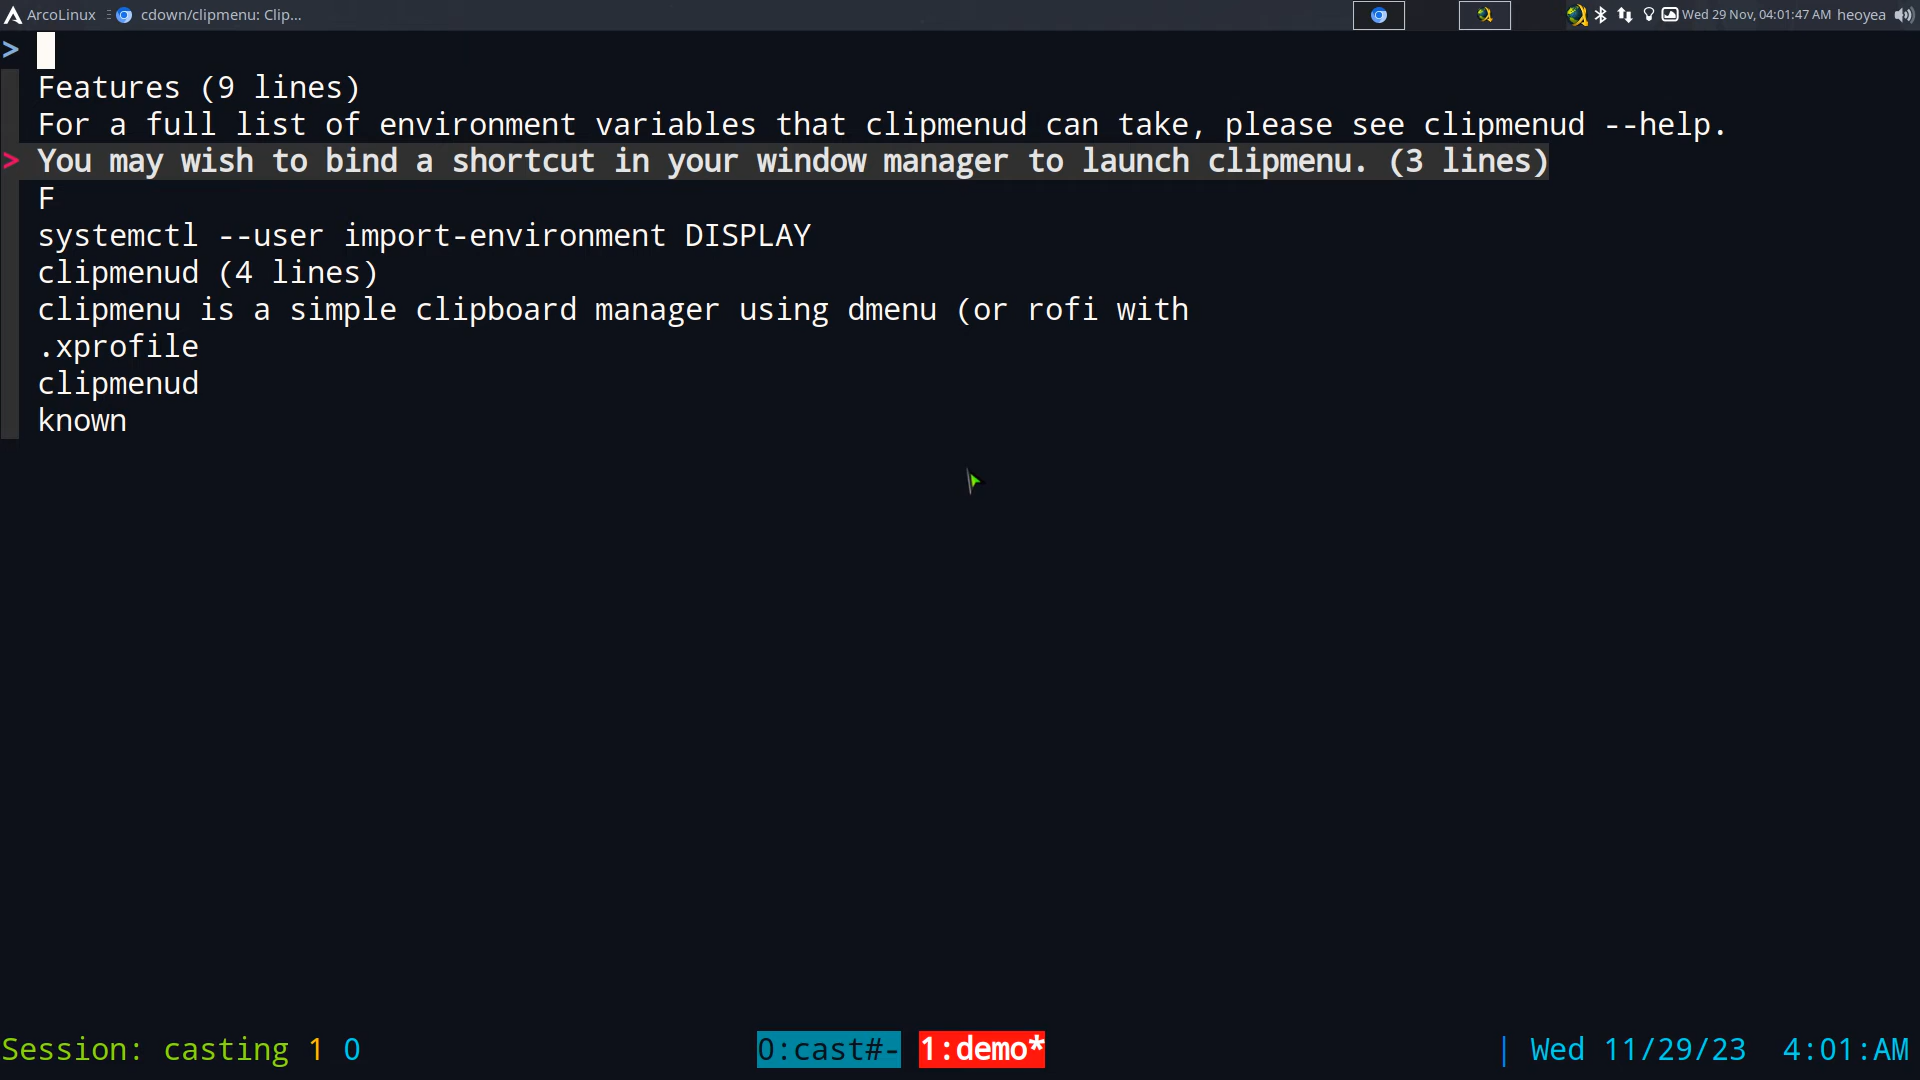 ArcoLinux cdown/clipmenu: Clip... Wed 29 Nov, 04:01:47 AM heoyea
>
Features (9 lines)
For a full list of environment variables that clipmenud can take, please see clipmenud --help.
> You may wish to bind a shortcut in your window manager to launch clipmenu. (3 lines)
F
systemctl --user import-environment DISPLAY
clipmenud (4 lines)
clipmenu is a simple clipboard manager using dmenu (or rofi with
.xprofile
clipmenud
known
Session: casting 1 0 0:cast#- 1:demo* | Wed 11/29/23 4:01:AM